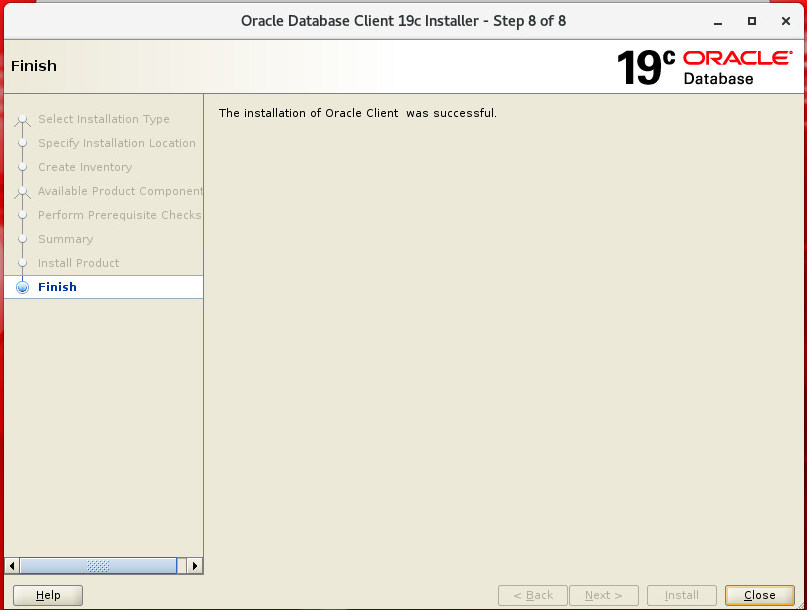 Oracle Database Client 19c Installer - Step 8 of 8
Finish
19c ORACLE
Database
Select Installation Type
Specify Installation Location
Create Inventory
Available Product Component
Perform Prerequisite Checks
Summary
Install Product
Finish
The installation of Oracle Client  was successful.
Help
< Back
Next >
Install
Close